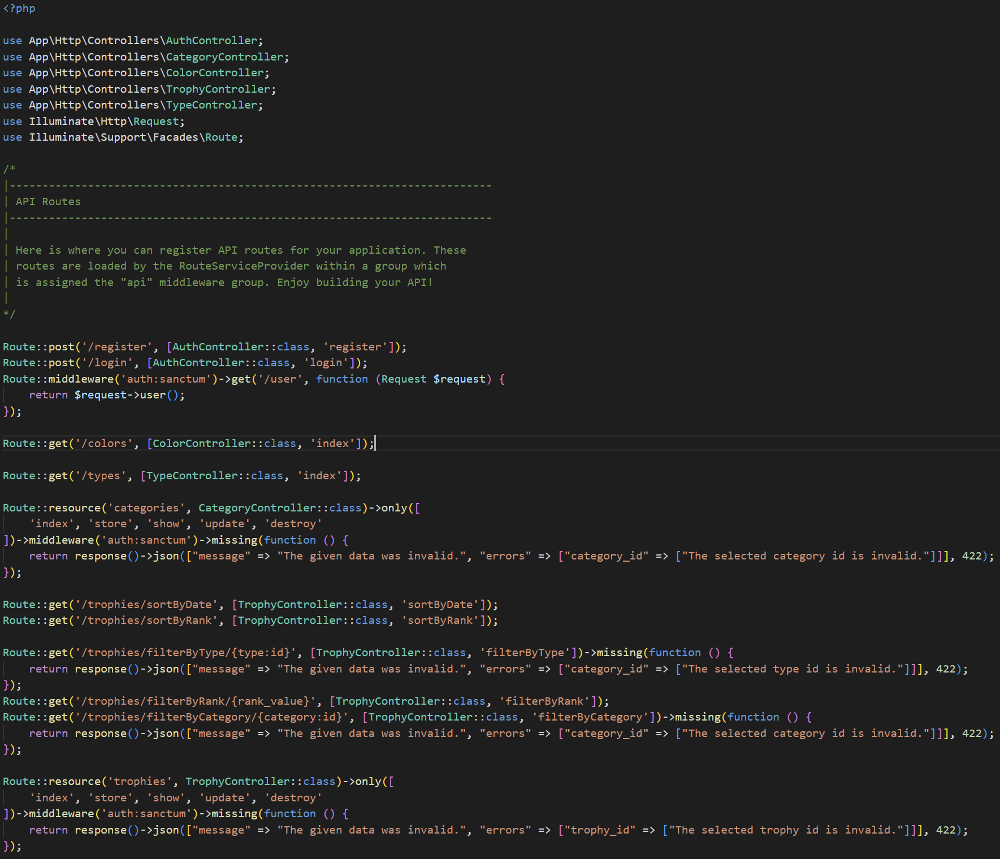 <?php
use App\Http\Controllers\AuthController;
use App\Http\Controllers\CategoryController;
use App\Http\Controllers\ColorController;
use App\Http\Controllers\TrophyController;
use App\Http\Controllers\TypeController;
use Illuminate\Http\Request;
use Illuminate\Support\Facades\Route;
/*
|--------------------------------------------------------------------------
| API Routes
|--------------------------------------------------------------------------
|
| Here is where you can register API routes for your application. These
| routes are loaded by the RouteServiceProvider within a group which
| is assigned the "api" middleware group. Enjoy building your API!
|
*/
Route::post('/register', [AuthController::class, 'register']);
Route::post('/login', [AuthController::class, 'login']);
Route::middleware('auth:sanctum')->get('/user', function (Request $request) {
    return $request->user();
});
Route::get('/colors', [ColorController::class, 'index']);
Route::get('/types', [TypeController::class, 'index']);
Route::resource('categories', CategoryController::class)->only([
    'index', 'store', 'show', 'update', 'destroy'
])->middleware('auth:sanctum')->missing(function () {
    return response()->json(["message" => "The given data was invalid.", "errors" => ["category_id" => ["The selected category id is invalid."]]], 422);
});
Route::get('/trophies/sortByDate', [TrophyController::class, 'sortByDate']);
Route::get('/trophies/sortByRank', [TrophyController::class, 'sortByRank']);
Route::get('/trophies/filterByType/{type:id}', [TrophyController::class, 'filterByType'])->missing(function () {
    return response()->json(["message" => "The given data was invalid.", "errors" => ["category_id" => ["The selected type id is invalid."]]], 422);
});
Route::get('/trophies/filterByRank/{rank_value}', [TrophyController::class, 'filterByRank']);
Route::get('/trophies/filterByCategory/{category:id}', [TrophyController::class, 'filterByCategory'])->missing(function () {
    return response()->json(["message" => "The given data was invalid.", "errors" => ["category_id" => ["The selected category id is invalid."]]], 422);
});
Route::resource('trophies', TrophyController::class)->only([
    'index', 'store', 'show', 'update', 'destroy'
])->middleware('auth:sanctum')->missing(function () {
    return response()->json(["message" => "The given data was invalid.", "errors" => ["trophy_id" => ["The selected trophy id is invalid."]]], 422);
});